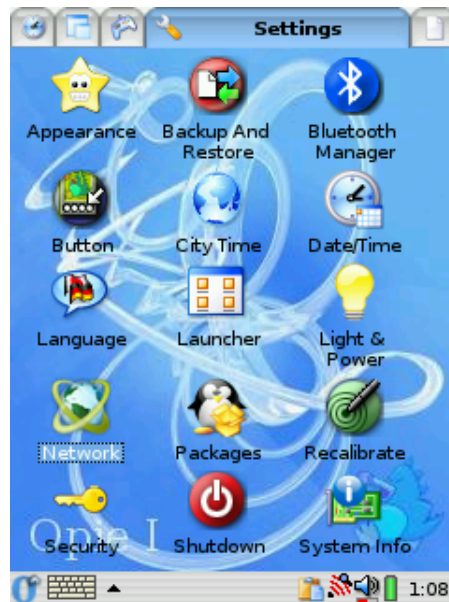 Settings
Appearance
Backup And
Restore
Bluetooth
Manager
Button
City Time
Date/Time
Language
Launcher
Light &
Power
Network
Packages
Recalibrate
Opie I
Security
Shutdown
System Info
1:08